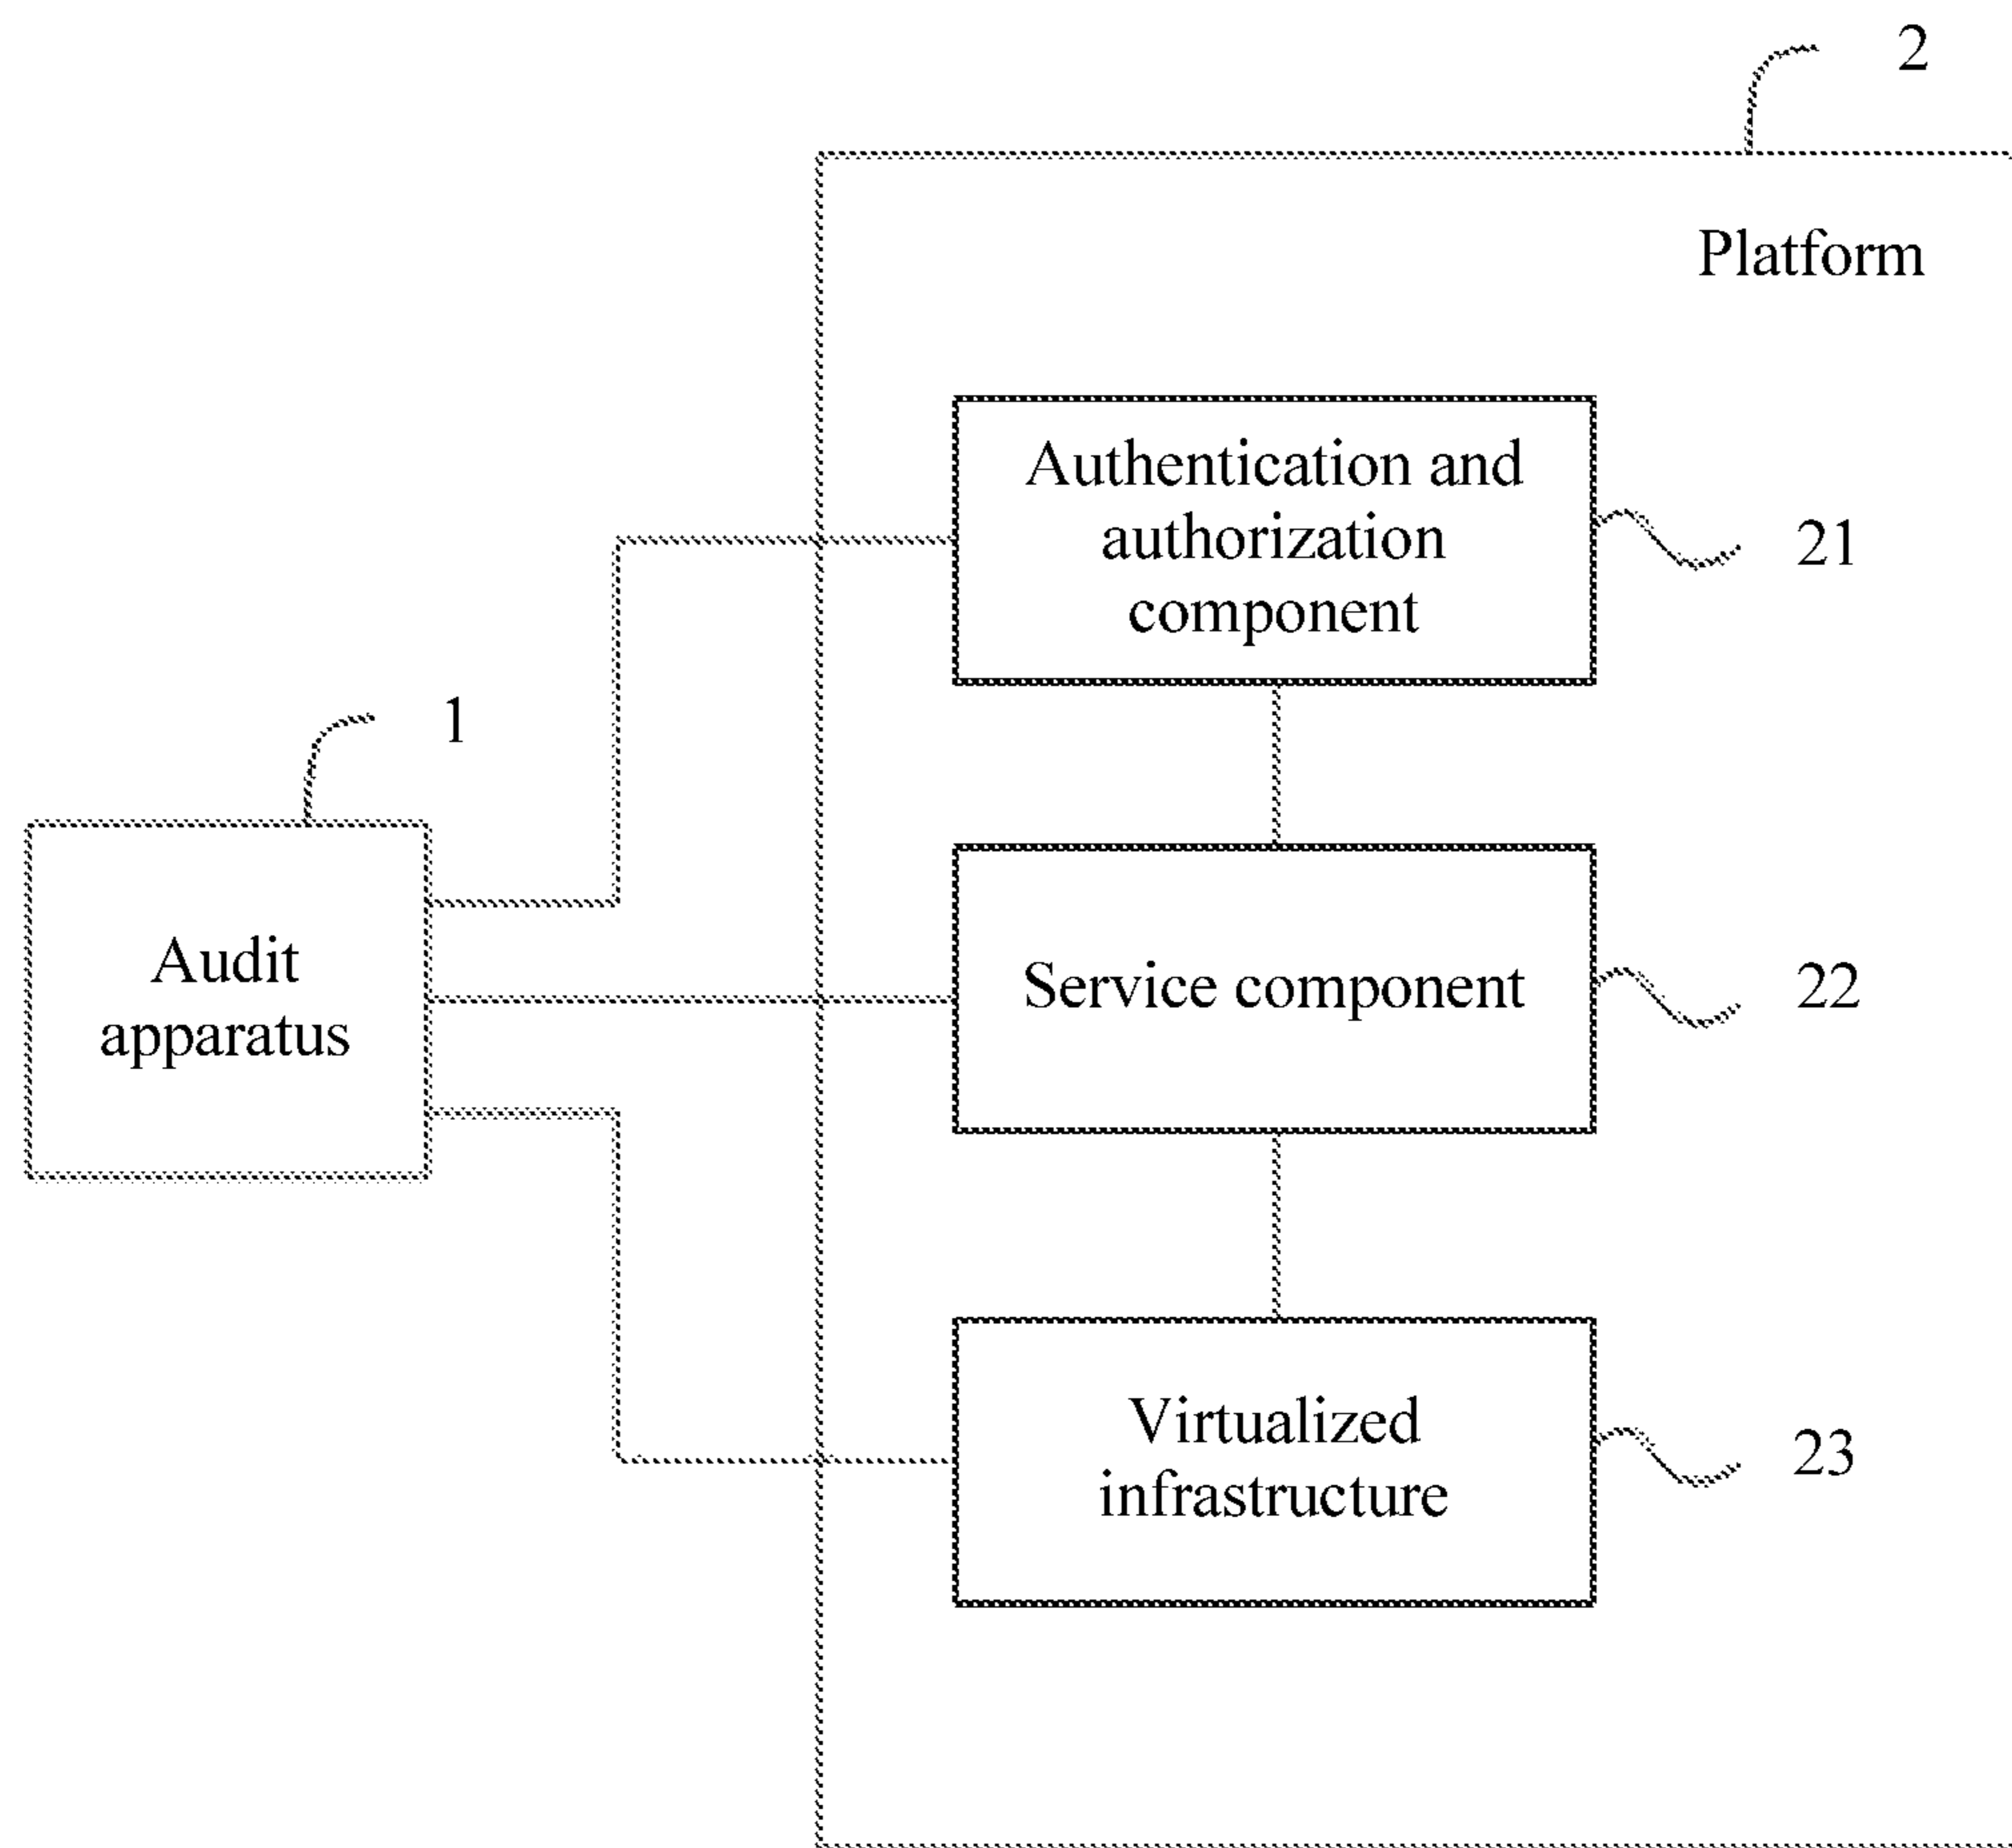 2
Platform
Authentication and
authorization
component
21
1
Audit
apparatus
Service component
22
Virtualized
infrastructure
23